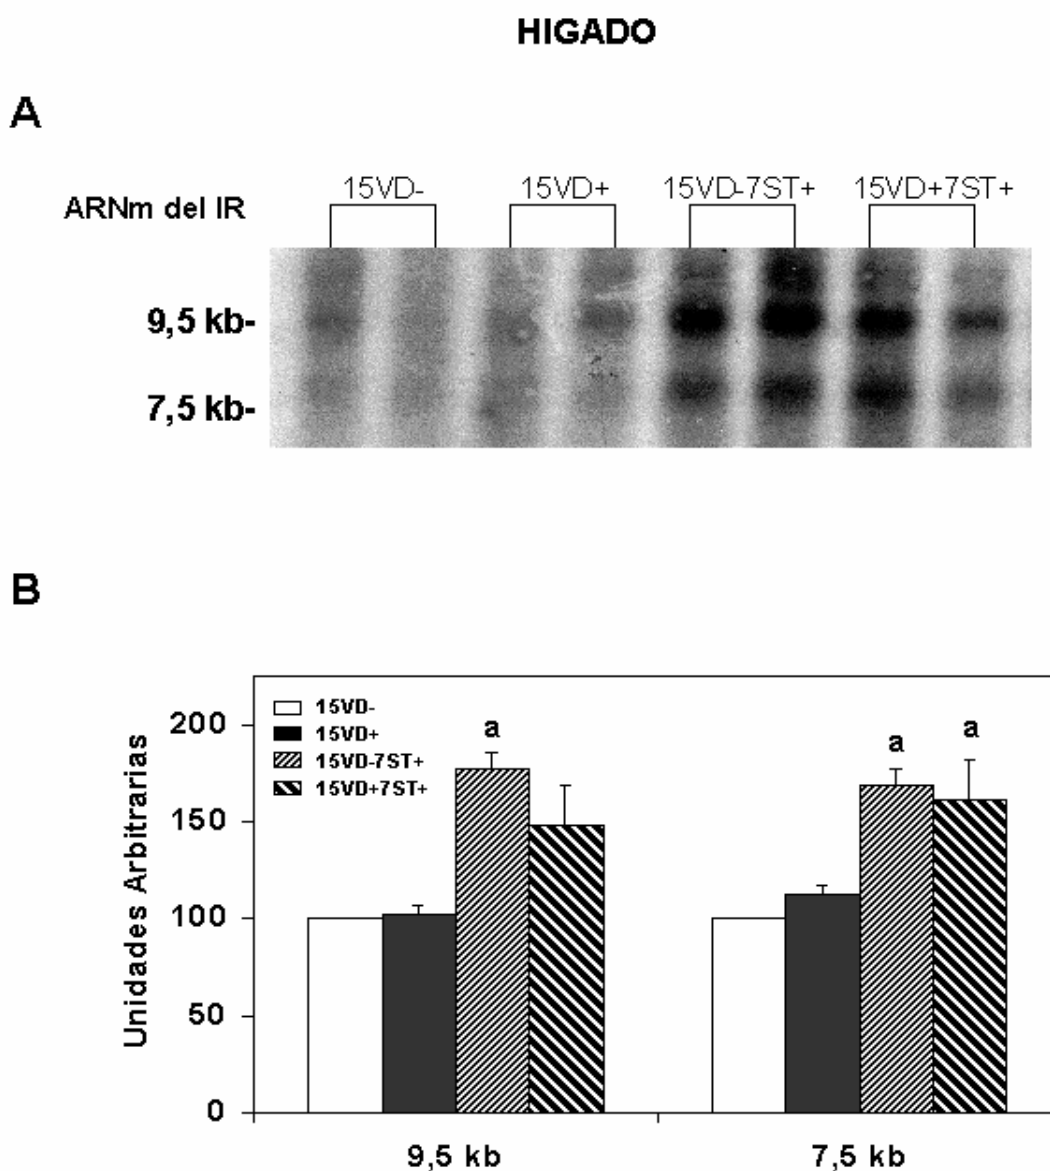 HIGADO
A
15VD- 15VD+ 15VD-7ST+ 15VD+7ST+
ARNm del IR
9,5 kb-
7,5 kb-
B
15VD-
15VD+
15VD-7ST+
15VD+7ST+
a a a
200
150
100
50
0
Unidades Arbitrarias
9,5 kb 7,5 kb